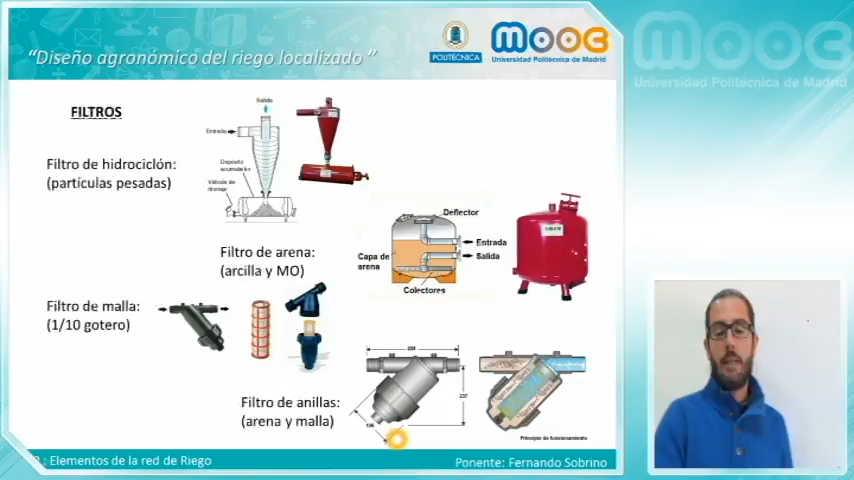 "Diseño agronómico del riego localizado"
POLITÉCNICA
MOOC
Universidad Politécnica de Madrid
MOOC
Universidad Politécnica de Madrid
FILTROS
Salida
Entrada
Filtro de hidrociclón:
(partículas pesadas)
Depósito
acumulador
Válvula de
drenaje
Deflector
Entrada
Salida
Capa de
arena
Colectores
Filtro de arena:
(arcilla y MO)
Filtro de malla:
(1/10 gotero)
237
Filtro de anillas:
(arena y malla)
Principio de funcionamiento
: Elementos de la red de Riego
Ponente: Fernando Sobrino